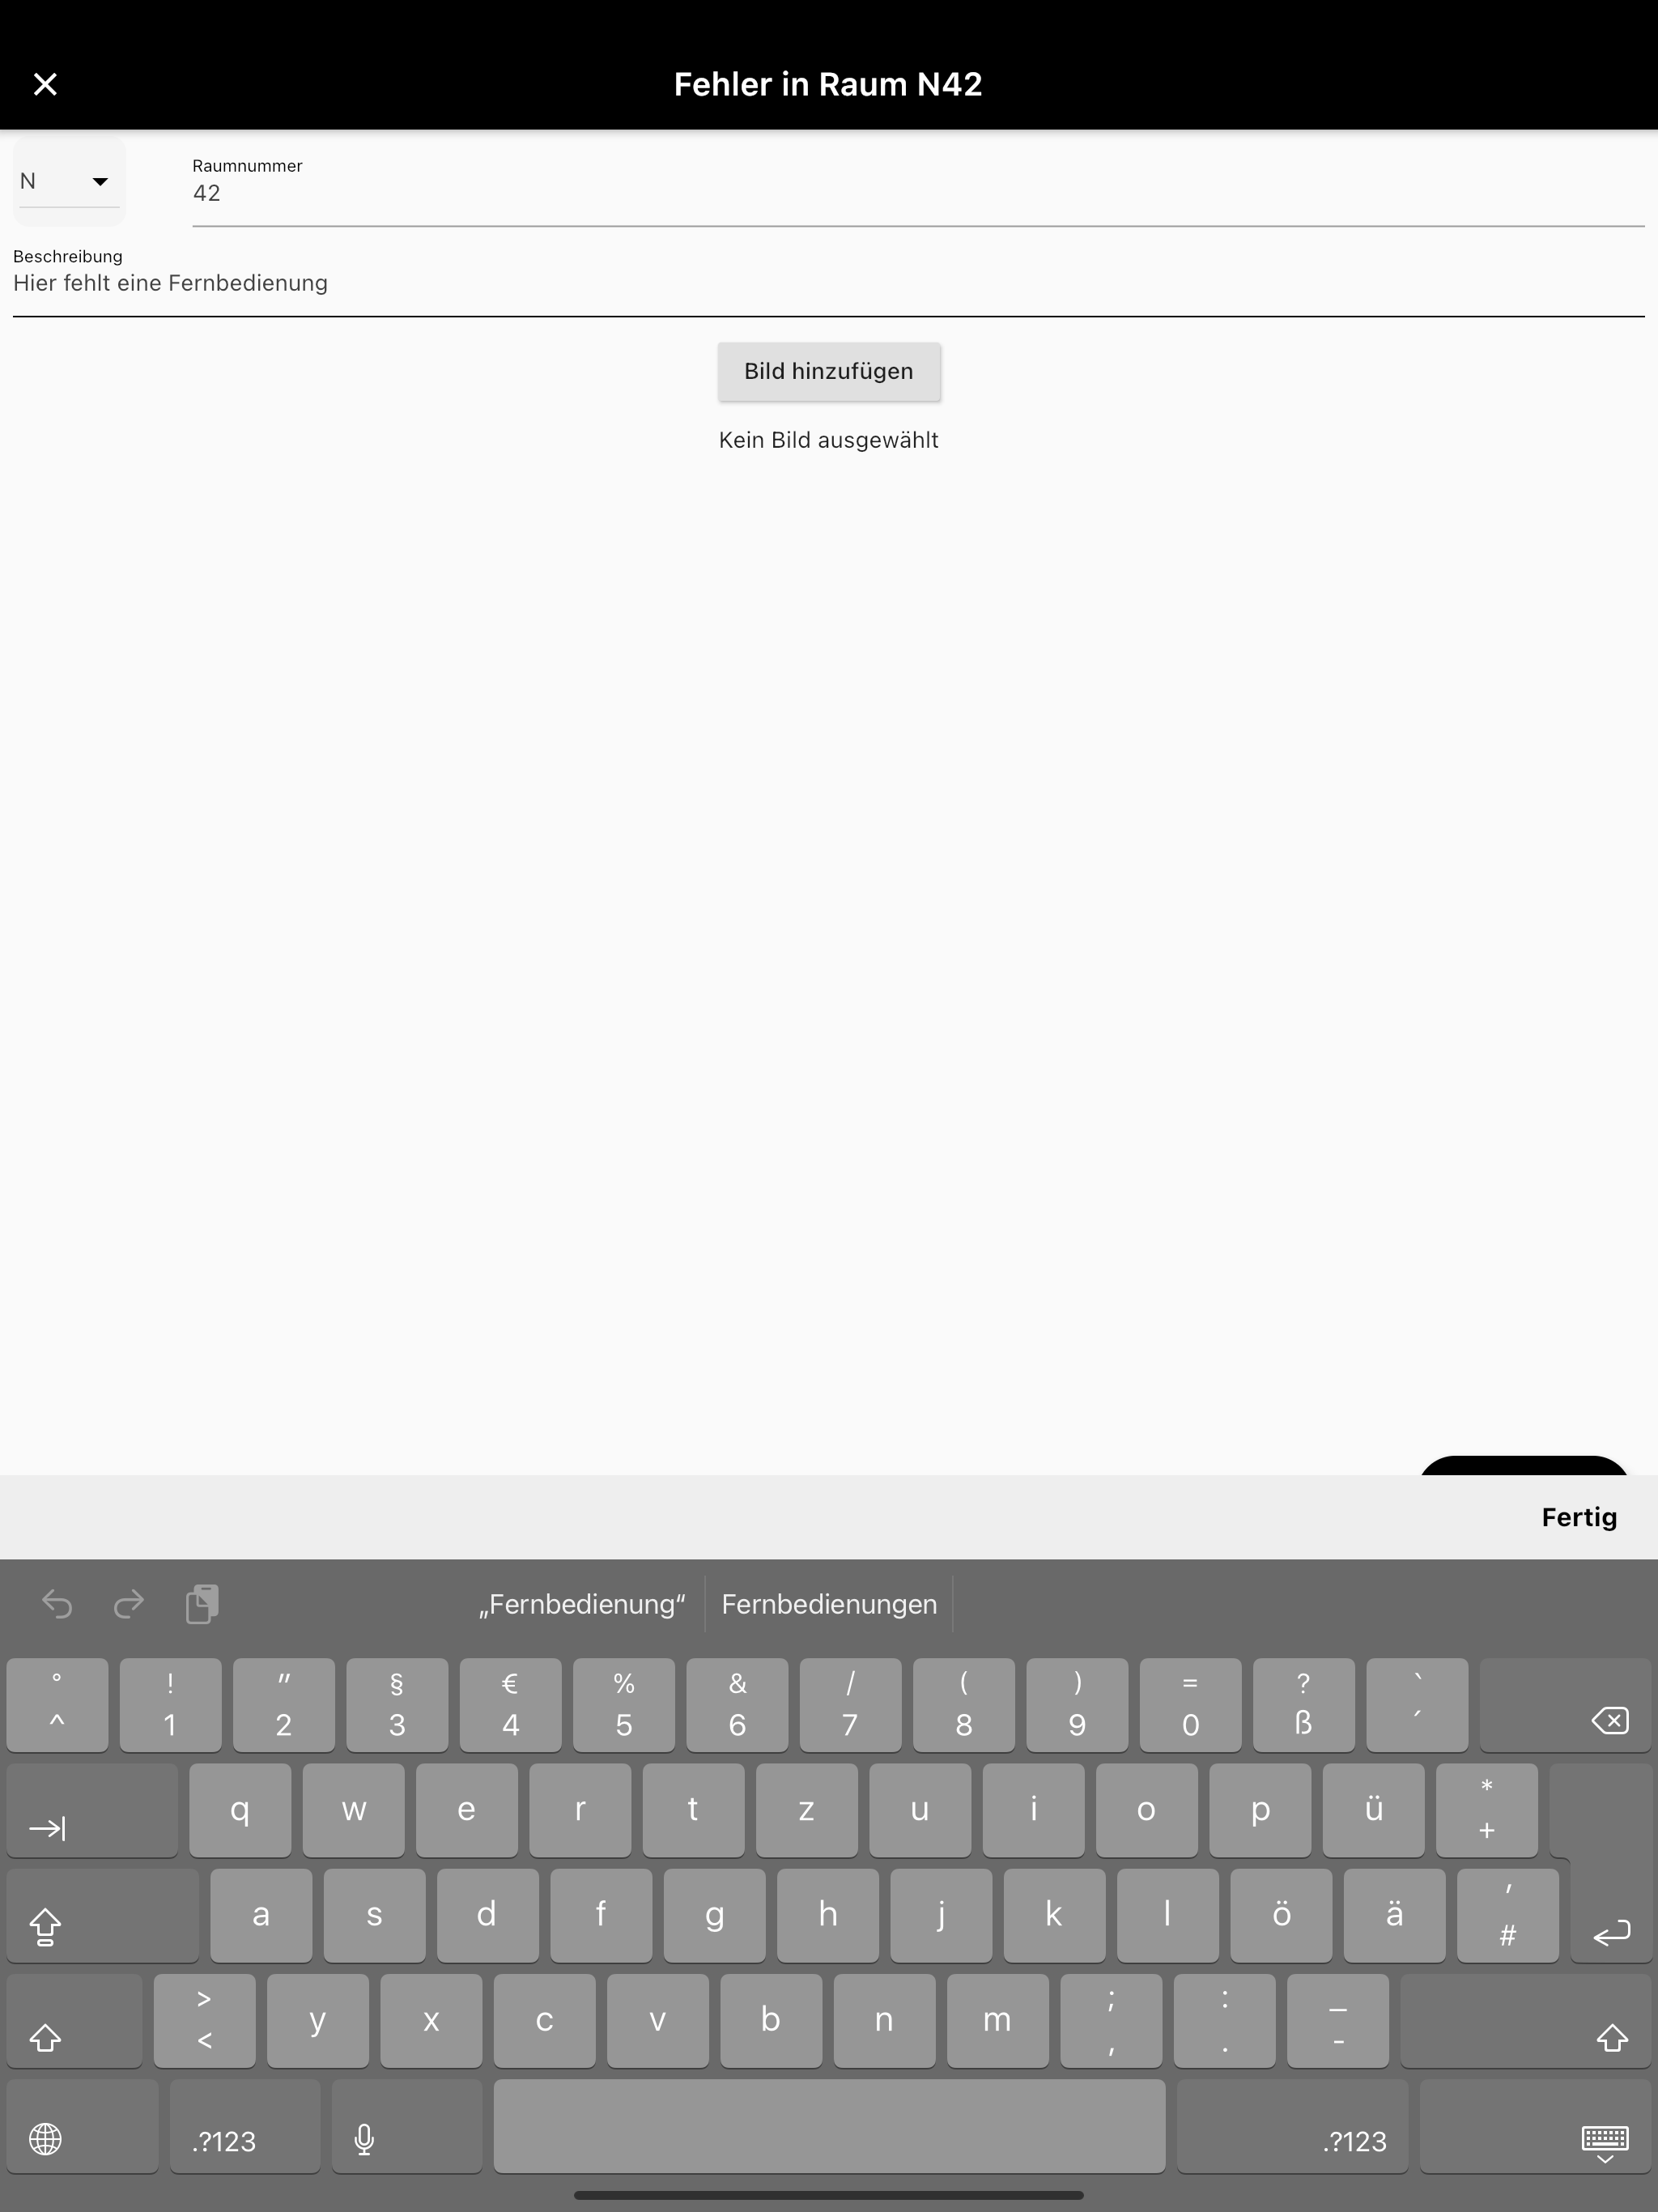 Fehler in Raum N42
N
Raumnummer
42
Beschreibung
Hier fehlt eine Fernbedienung
Bild hinzufügen
Kein Bild ausgewählt
Fertig
„Fernbedienung“ Fernbedienungen
° ! " § € % & / ( ) = ? `
^ 1 2 3 4 5 6 7 8 9 0 ß ´
q w e r t z u i o p ü * +
a s d f g h j k l ö ä ' #
> < y x c v b n m ; , : . _ -
.?123 .?123